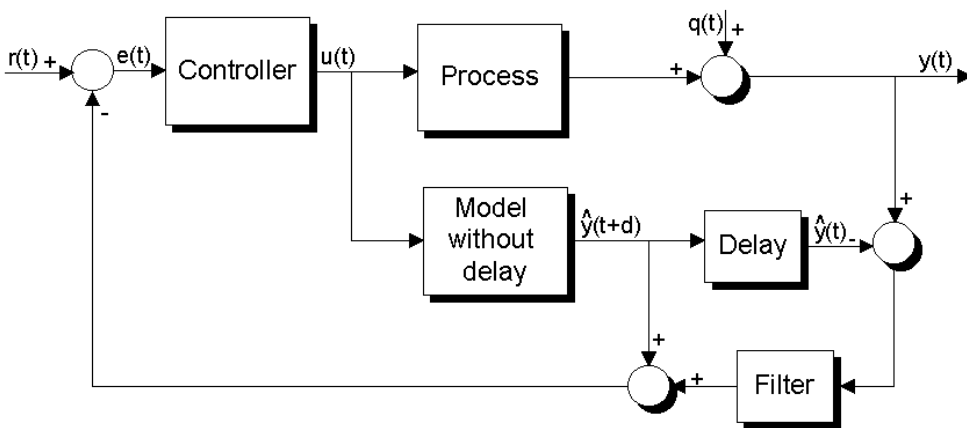 r(t) +
e(t)
Controller
u(t)
Process
+
q(t)
+
y(t)
-
Model
without
delay
ŷ(t+d)
Delay
ŷ(t) -
+
+
+
Filter